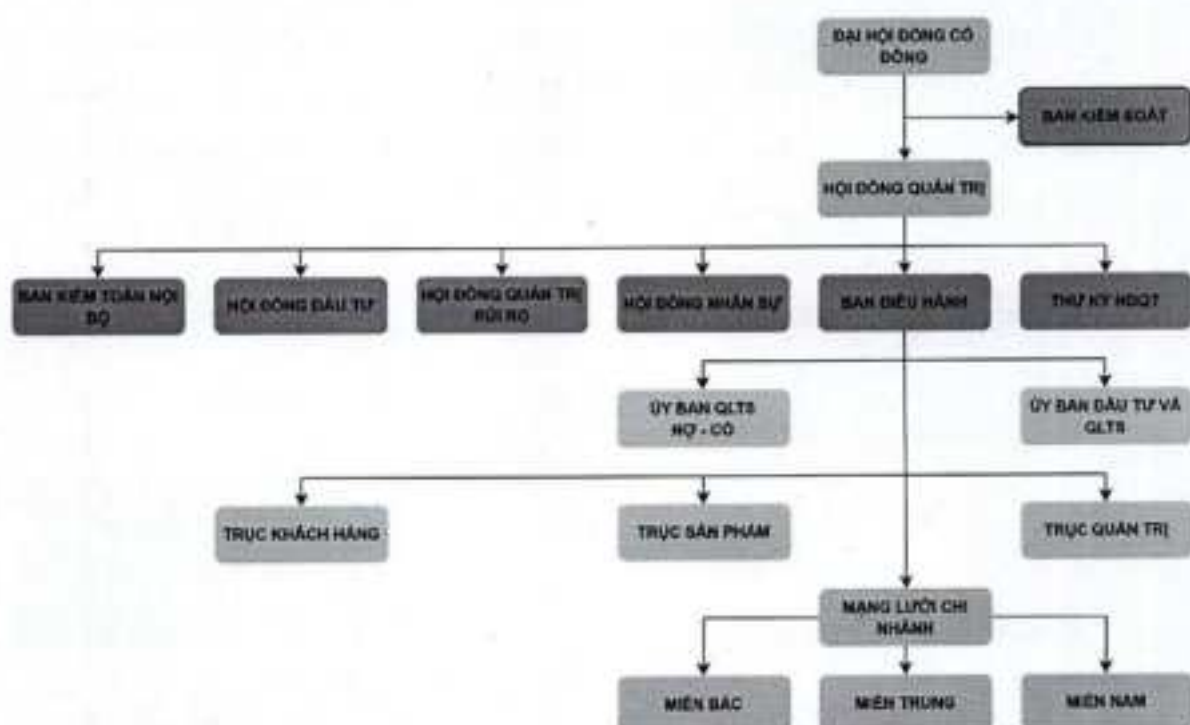 ĐẠI HỘI ĐỒNG CỔ
ĐÔNG
BAN KIỂM SOÁT
HỘI ĐỒNG QUẢN TRỊ
BAN KIỂM TOÁN NỘI
BỘ
HỘI ĐỒNG ĐẦU TƯ
HỘI ĐỒNG QUẢN TRỊ
RỦI RO
HỘI ĐỒNG NHÂN SỰ
BAN ĐIỀU HÀNH
THƯ KÝ HĐQT
ỦY BAN QLTS
NỢ - CÓ
ỦY BAN ĐẦU TƯ VÀ
QLTS
TRỤC KHÁCH HÀNG
TRỤC SẢN PHẨM
TRỤC QUẢN TRỊ
MẠNG LƯỚI CHI
NHÁNH
MIỀN BẮC
MIỀN TRUNG
MIỀN NAM